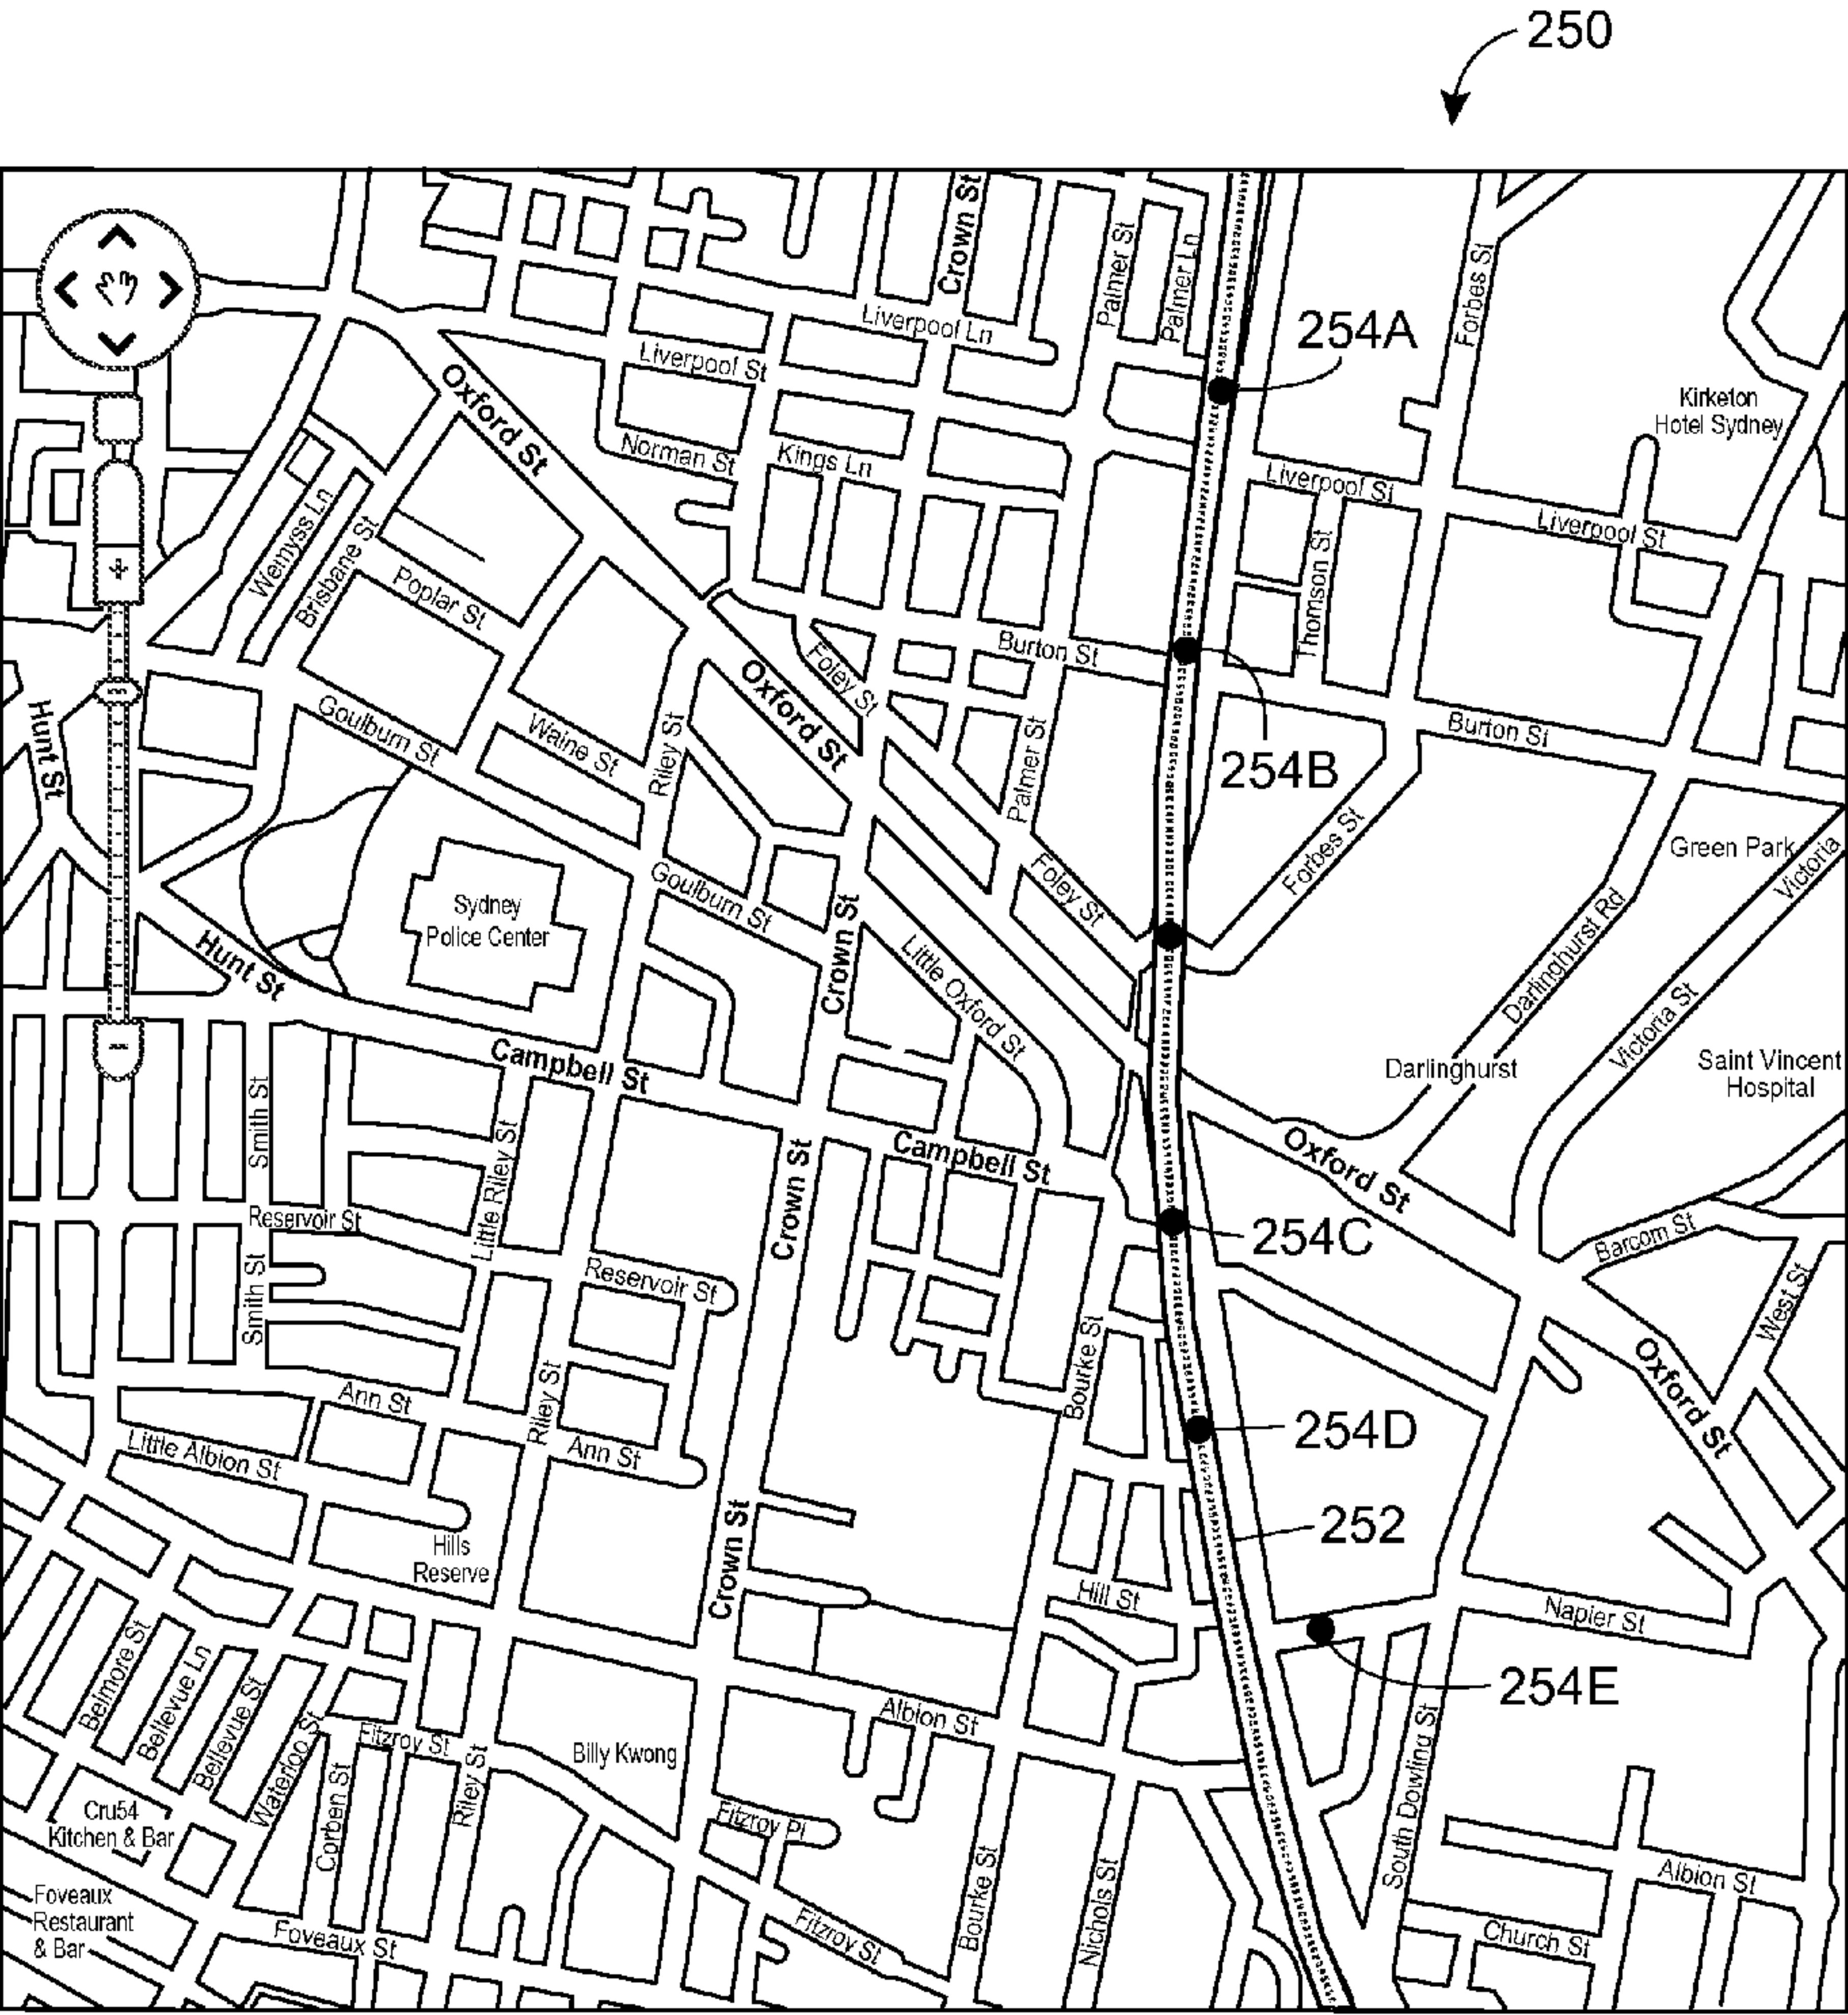 250
Crown St
Palmer St
Palmer Ln
Forbes St
254A
Liverpool Ln
Liverpool St
Oxford St
Kirketon
Hotel Sydney
Norman St
Kings Ln
Liverpool St
Liverpool St
Wemyss Ln
Brisbane St
Poplar St
Thomson St
Burton St
Foley St
Oxford St
Hunt St
Goulburn St
Waine St
Riley St
Palmer St
254B
Burton St
Forbes St
Green Park
Victoria
Foley St
Goulburn St
Sydney
Police Center
Crown St
Darlinghurst Rd
Hunt St
Little Oxford St
Victoria St
Campbell St
Darlinghurst
Saint Vincent
Hospital
Smith St
Little Riley St
Campbell St
Crown St
Oxford St
Reservoir St
254C
Barcom St
Smith St
Reservoir St
West St
Bourke St
Oxford St
Ann St
Riley St
Ann St
254D
Little Albion St
252
Hills
Reserve
Crown St
Hill St
Napier St
Belmore St
Bellevue Ln
Bellevue St
254E
Waterloo St
Fitzroy St
Albion St
Billy Kwong
Riley St
South Dowling St
Cru54
Kitchen & Bar
Corben St
Fitzroy Pl
Albion St
Foveaux
Restaurant
& Bar
Foveaux St
Fitzroy St
Bourke St
Nichols St
Church St